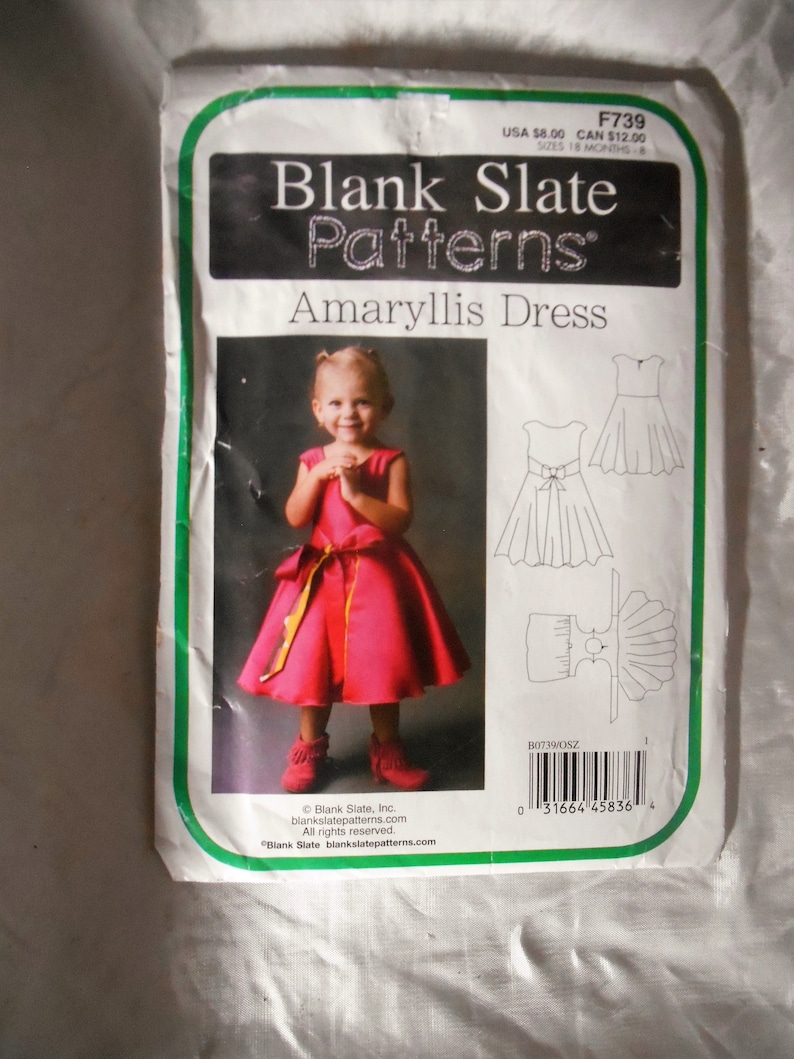 F739
USA $8.00 CAN $12.00
SIZES 18 MONTHS - 8
Blank Slate
Patterns®
Amaryllis Dress
B0739/OSZ 1
0 31664 45836 4
© Blank Slate, Inc.
blankslatepatterns.com
All rights reserved.
©Blank Slate blankslatepatterns.com